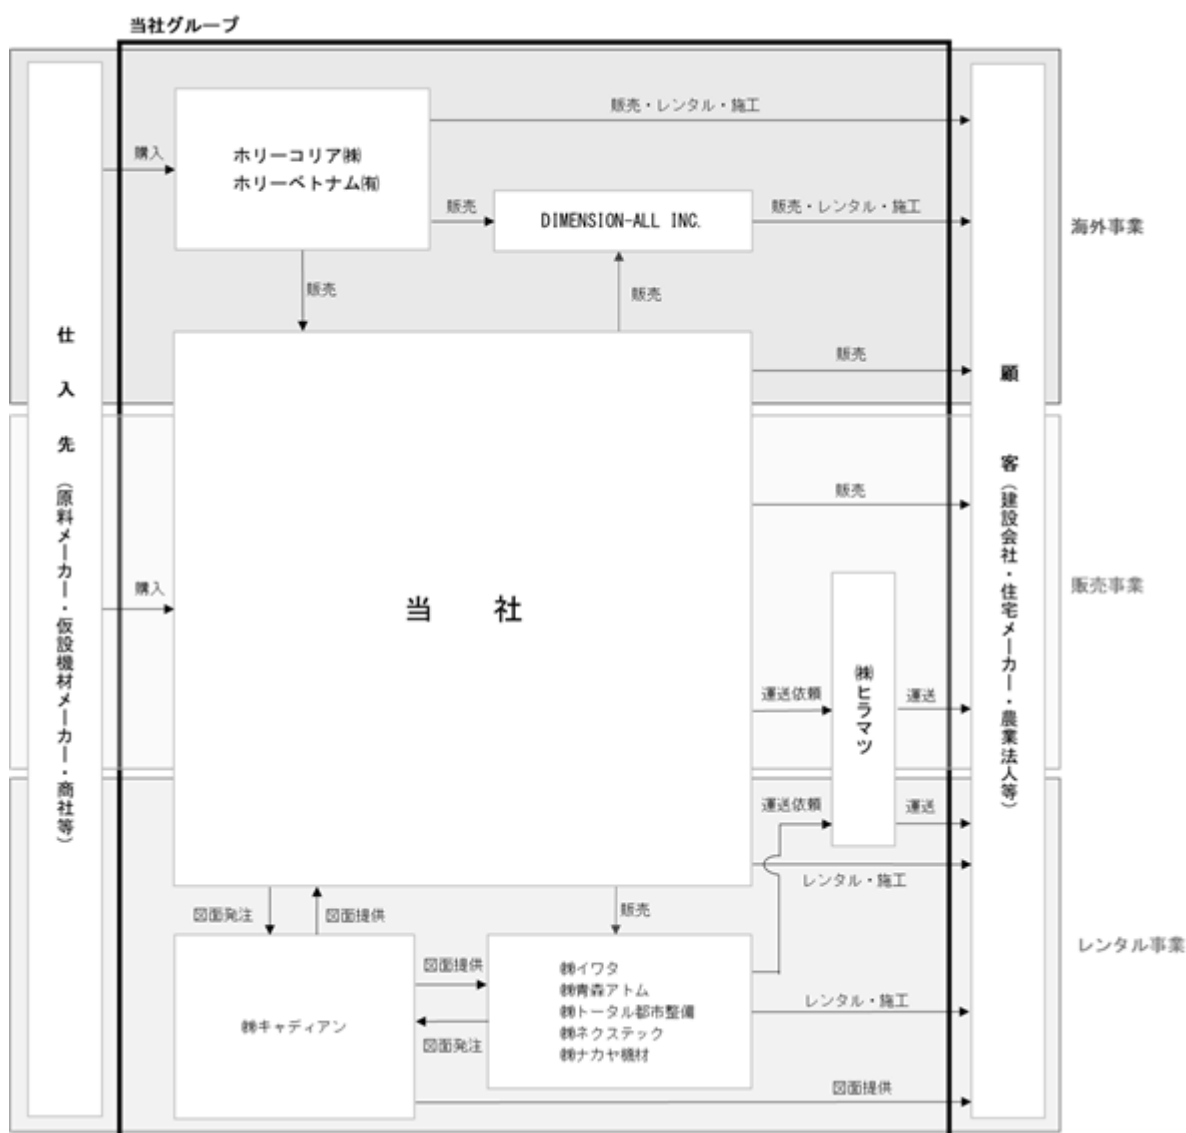 当社グループ
販売・レンタル・施工
購入
ホリーコリア㈱
ホリーベトナム㈲
販売
DIMENSION-ALL INC.
販売・レンタル・施工
海外事業
販売
販売
販売
仕入先（原料メーカー・仮設機材メーカー・商社等）
顧客（建設会社・住宅メーカー・農業法人等）
販売
購入
当社
販売事業
㈱ヒラマツ
運送依頼
運送
運送依頼
運送
レンタル・施工
図面発注
図面提供
販売
レンタル事業
図面提供
㈱イワタ
㈱青森アトム
㈱トータル都市整備
㈱ネクステック
㈱ナカヤ機材
レンタル・施工
㈱キャディアン
図面発注
図面提供